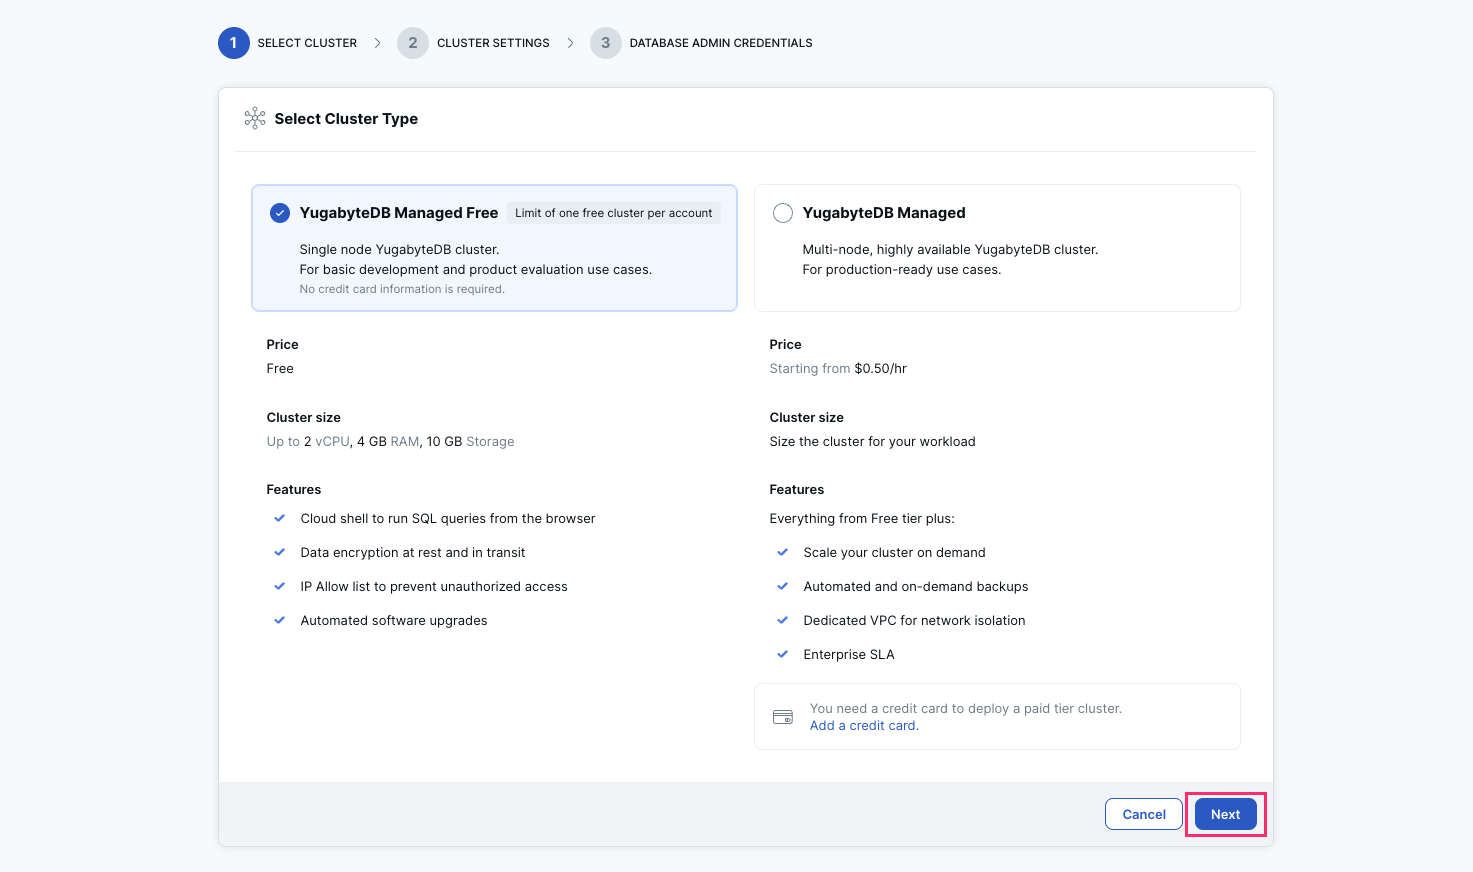 1 SELECT CLUSTER > 2 CLUSTER SETTINGS > 3 DATABASE ADMIN CREDENTIALS
Select Cluster Type
YugabyteDB Managed Free Limit of one free cluster per account
Single node YugabyteDB cluster.
For basic development and product evaluation use cases.
No credit card information is required.
Price
Free
Cluster size
Up to 2 vCPU, 4 GB RAM, 10 GB Storage
Features
Cloud shell to run SQL queries from the browser
Data encryption at rest and in transit
IP Allow list to prevent unauthorized access
Automated software upgrades
YugabyteDB Managed
Multi-node, highly available YugabyteDB cluster.
For production-ready use cases.
Price
Starting from $0.50/hr
Cluster size
Size the cluster for your workload
Features
Everything from Free tier plus:
Scale your cluster on demand
Automated and on-demand backups
Dedicated VPC for network isolation
Enterprise SLA
You need a credit card to deploy a paid tier cluster.
Add a credit card.
Cancel Next